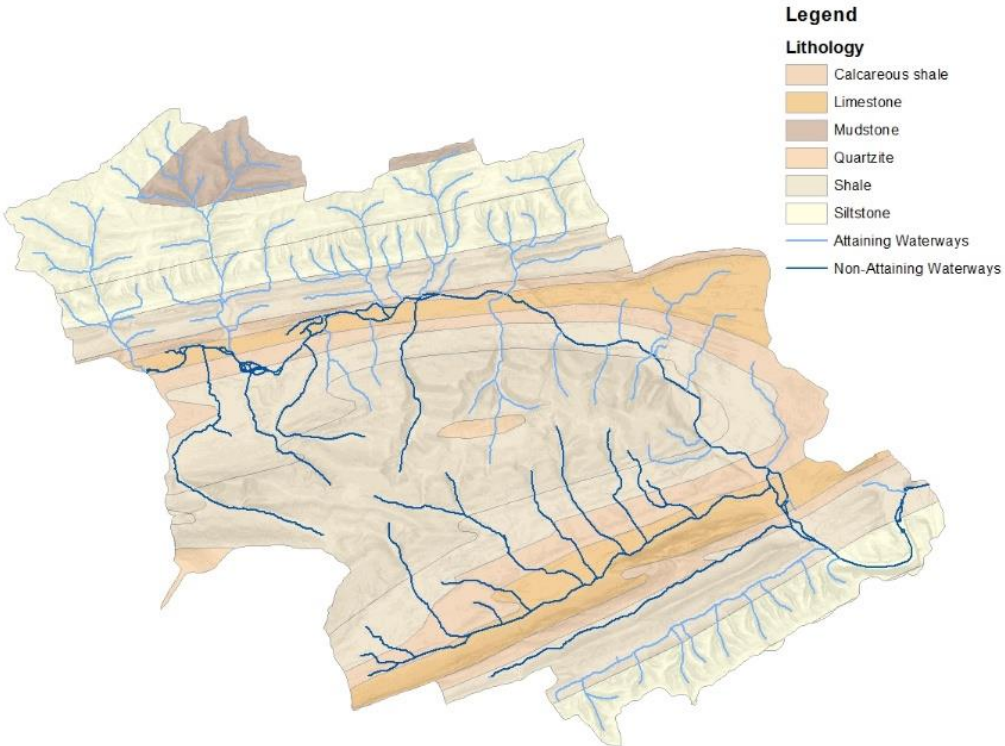 Legend
Lithology
Calcareous shale
Limestone
Mudstone
Quartzite
Shale
Siltstone
Attaining Waterways
Non-Attaining Waterways